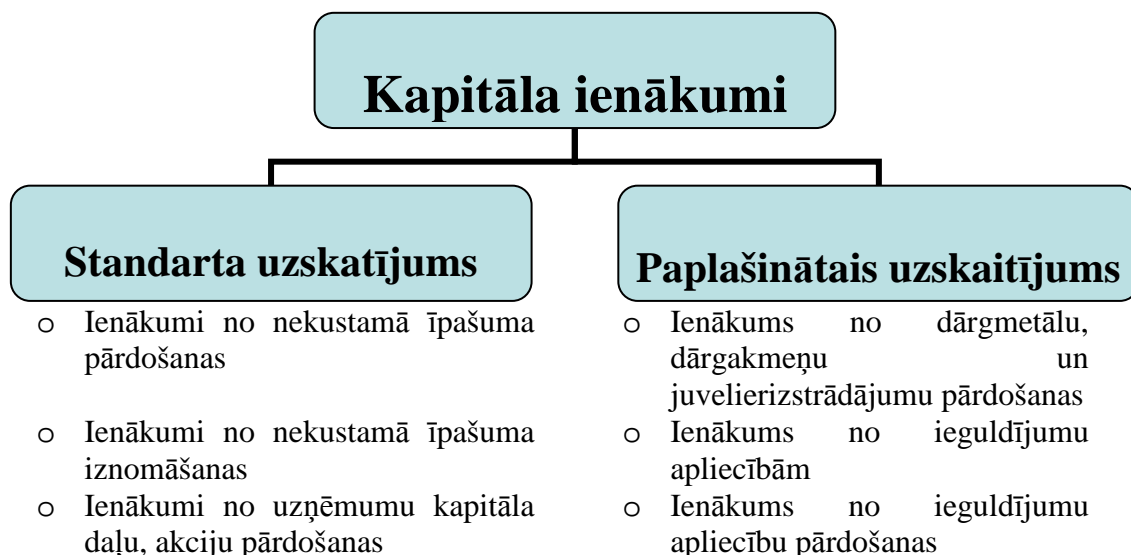 Kapitāla ienākumi
Standarta uzskatījums
o Ienākumi no nekustamā īpašuma
pārdošanas
o Ienākumi no nekustamā īpašuma
iznomāšanas
o Ienākumi no uzņēmumu kapitāla
daļu, akciju pārdošanas
Paplašinātais uzskaitījums
o Ienākums no dārgmetālu,
dārgakmeņu un
juvelierizstrādājumu pārdošanas
o Ienākums no ieguldījumu
apliecībām
o Ienākums no ieguldījumu
apliecību pārdošanas